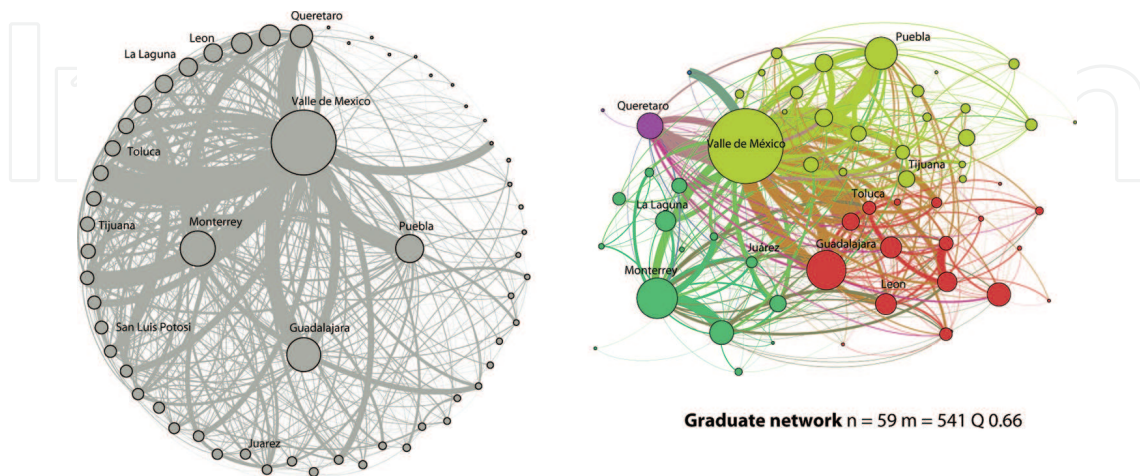 Queretaro
Leon
La Laguna
Valle de Mexico
Toluca
Tijuana
Monterrey
Puebla
San Luis Potosi
Guadalajara
Juarez
Puebla
Queretaro
Valle de México
Tijuana
Toluca
La Laguna
Guadalajara
Juárez
Monterrey
Leon
Graduate network n = 59 m = 541 Q 0.66